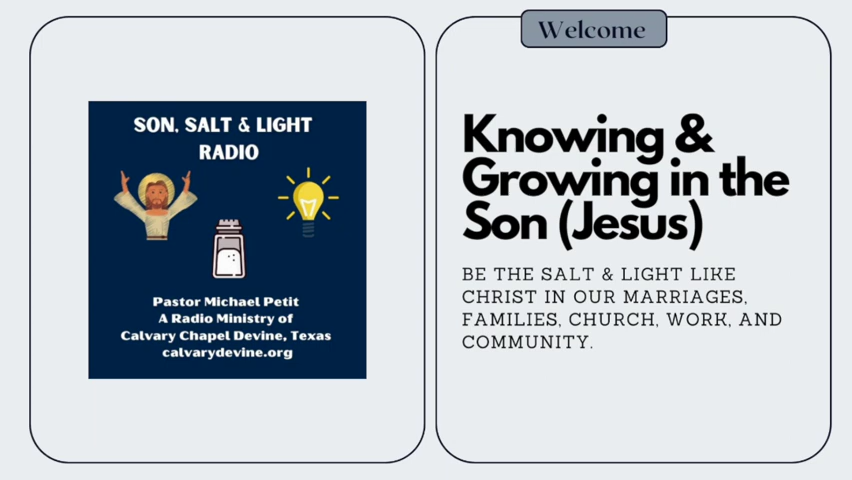 SON, SALT & LIGHT
RADIO
Pastor Michael Petit
A Radio Ministry of
Calvary Chapel Devine, Texas
calvarydevine.org
Welcome
Knowing &
Growing in the
Son (Jesus)
BE THE SALT & LIGHT LIKE
CHRIST IN OUR MARRIAGES,
FAMILIES, CHURCH, WORK, AND
COMMUNITY.